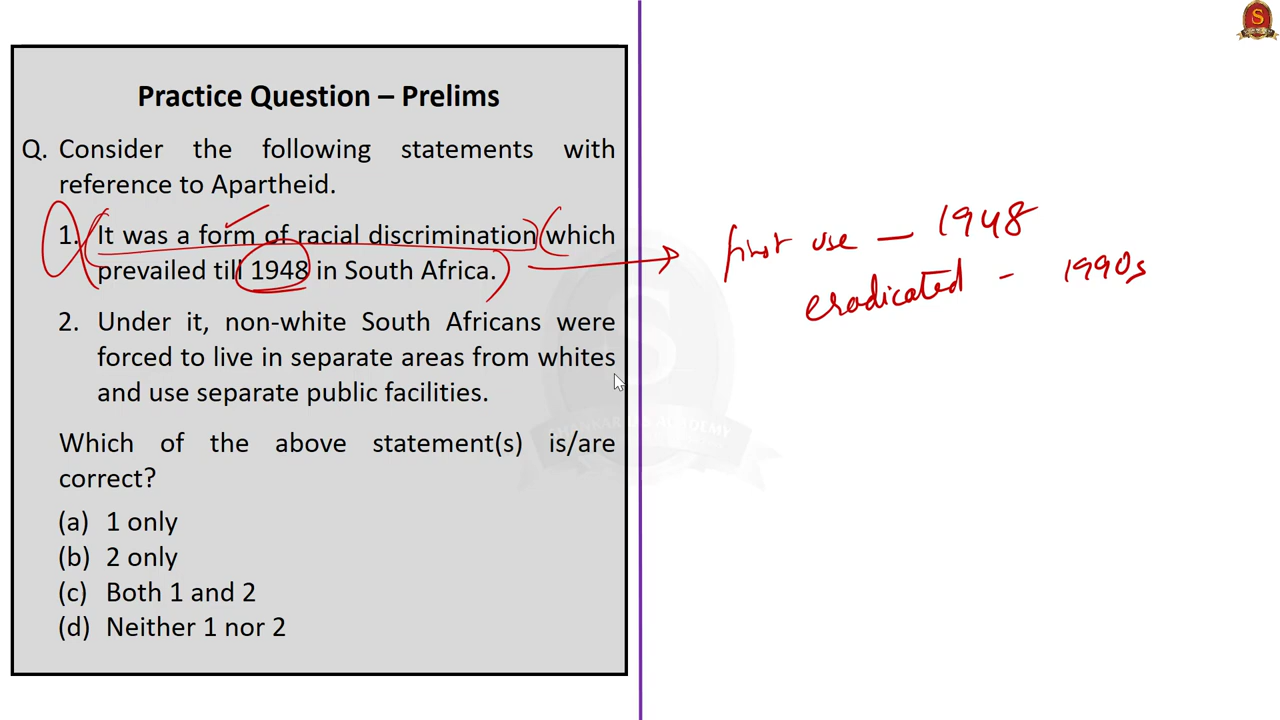 Practice Question – Prelims
Q. Consider the following statements with
reference to Apartheid.
1. It was a form of racial discrimination which
prevailed till 1948 in South Africa.
2. Under it, non-white South Africans were
forced to live in separate areas from whites
and use separate public facilities.
Which of the above statement(s) is/are
correct?
(a) 1 only
(b) 2 only
(c) Both 1 and 2
(d) Neither 1 nor 2
first use – 1948
eradicated - 1990s
S